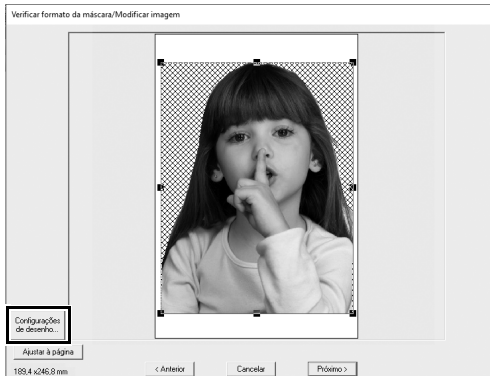 Verificar formato da máscara/Modificar imagem
Configurações
de desenho...
Ajustar à página
189,4 x246,8 mm
< Anterior
Cancelar
Próximo >